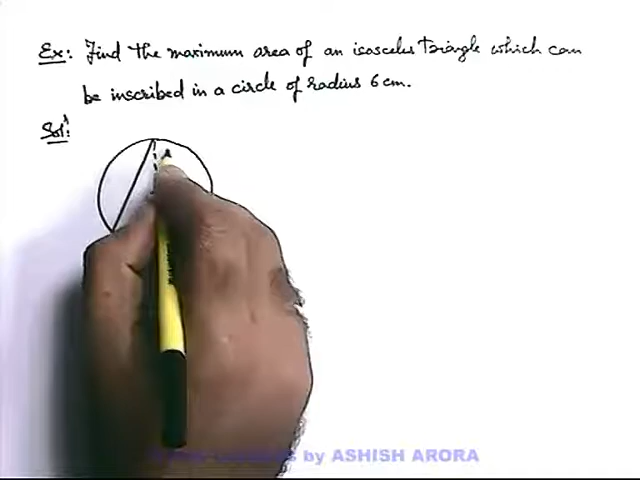 Ex: Find the maximum area of an isosceles triangle which can
be inscribed in a circle of radius 6 cm.
Solⁿ:
by ASHISH ARORA